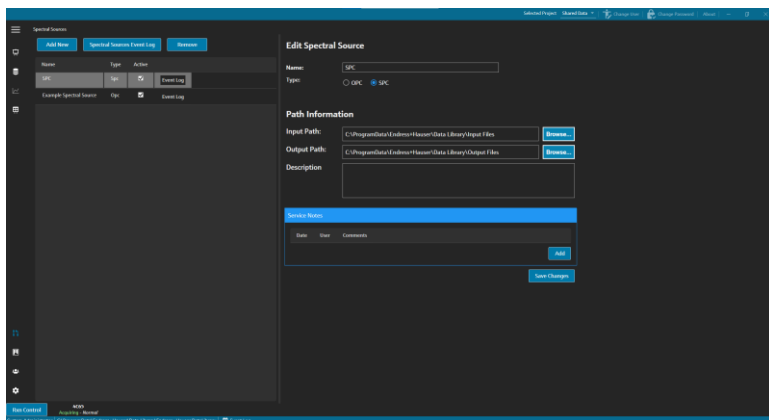 Selected Project Shared Data Change User Change Password About
Spectral Sources
Add New Spectral Sources Event Log Remove
Name Type Active
SPC Spc Event Log
Example Spectral Source Opc Event Log
Edit Spectral Source
Name: SPC
Type: OPC SPC
Path Information
Input Path: C:\ProgramData\Endress+Hauser\Data Library\Input Files Browse...
Output Path: C:\ProgramData\Endress+Hauser\Data Library\Output Files Browse...
Description
Service Notes
Date User Comments
Add
Save Changes
Run Control
Acquiring - Normal